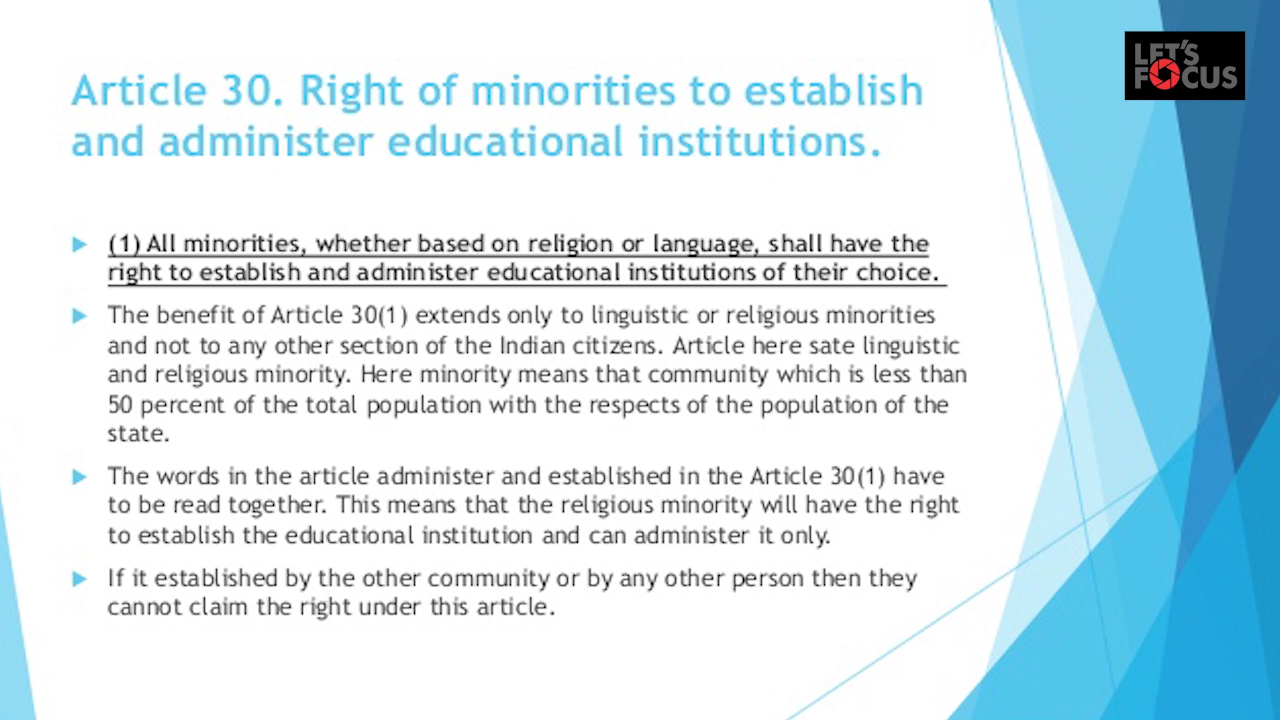 LET'S
FOCUS
Article 30. Right of minorities to establish
and administer educational institutions.
(1) All minorities, whether based on religion or language, shall have the
right to establish and administer educational institutions of their choice.
The benefit of Article 30(1) extends only to linguistic or religious minorities
and not to any other section of the Indian citizens. Article here sate linguistic
and religious minority. Here minority means that community which is less than
50 percent of the total population with the respects of the population of the
state.
The words in the article administer and established in the Article 30(1) have
to be read together. This means that the religious minority will have the right
to establish the educational institution and can administer it only.
If it established by the other community or by any other person then they
cannot claim the right under this article.